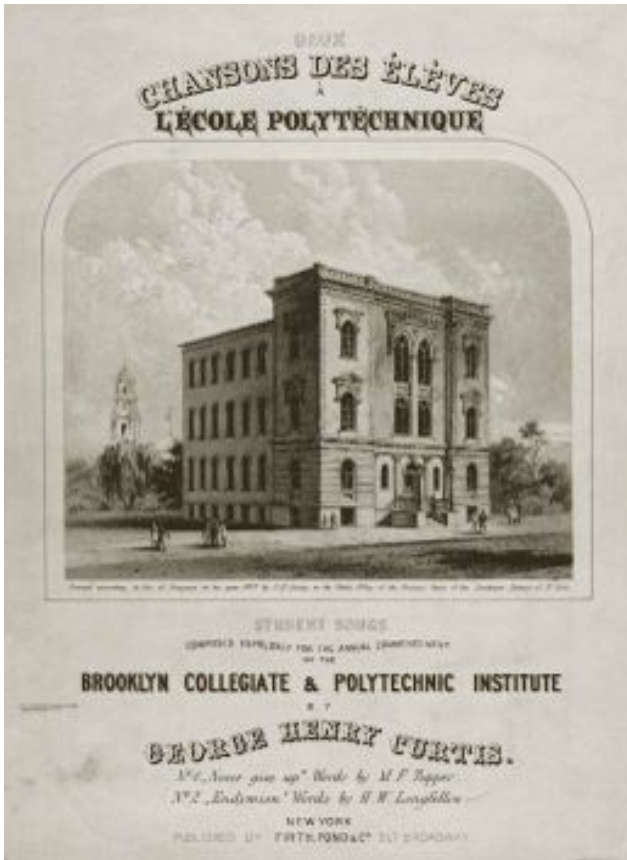 DEUX
CHANSONS DES ÉLÈVES
À
L'ÉCOLE POLYTÉCHNIQUE
STUDENT SONGS
COMPOSED EXPRESSLY FOR THE ANNUAL COMMENCEMENT
OF THE
BROOKLYN COLLEGIATE & POLYTECHNIC INSTITUTE
BY
GEORGE HENRY CURTIS.
No 1 „Never give up" Words by M. F. Tupper
No 2 „Endymion" Words by H. W. Longfellow
NEW YORK
PUBLISHED BY FIRTH, POND & Co 547 BROADWAY